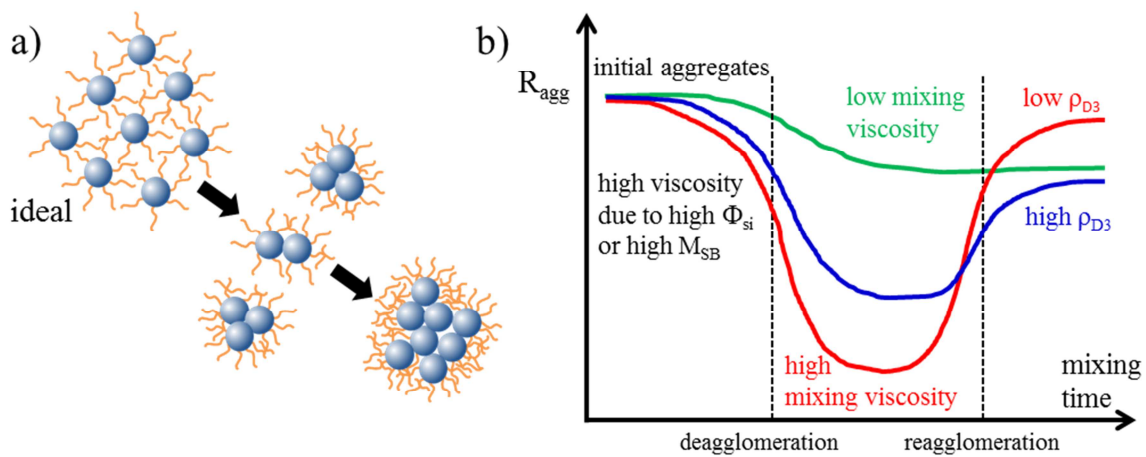 a)
ideal
b)
R_agg
initial aggregates
low mixing
viscosity
low ρ_D3
high viscosity
due to high Φ_si
or high M_SB
high ρ_D3
high
mixing viscosity
mixing
time
deagglomeration
reagglomeration